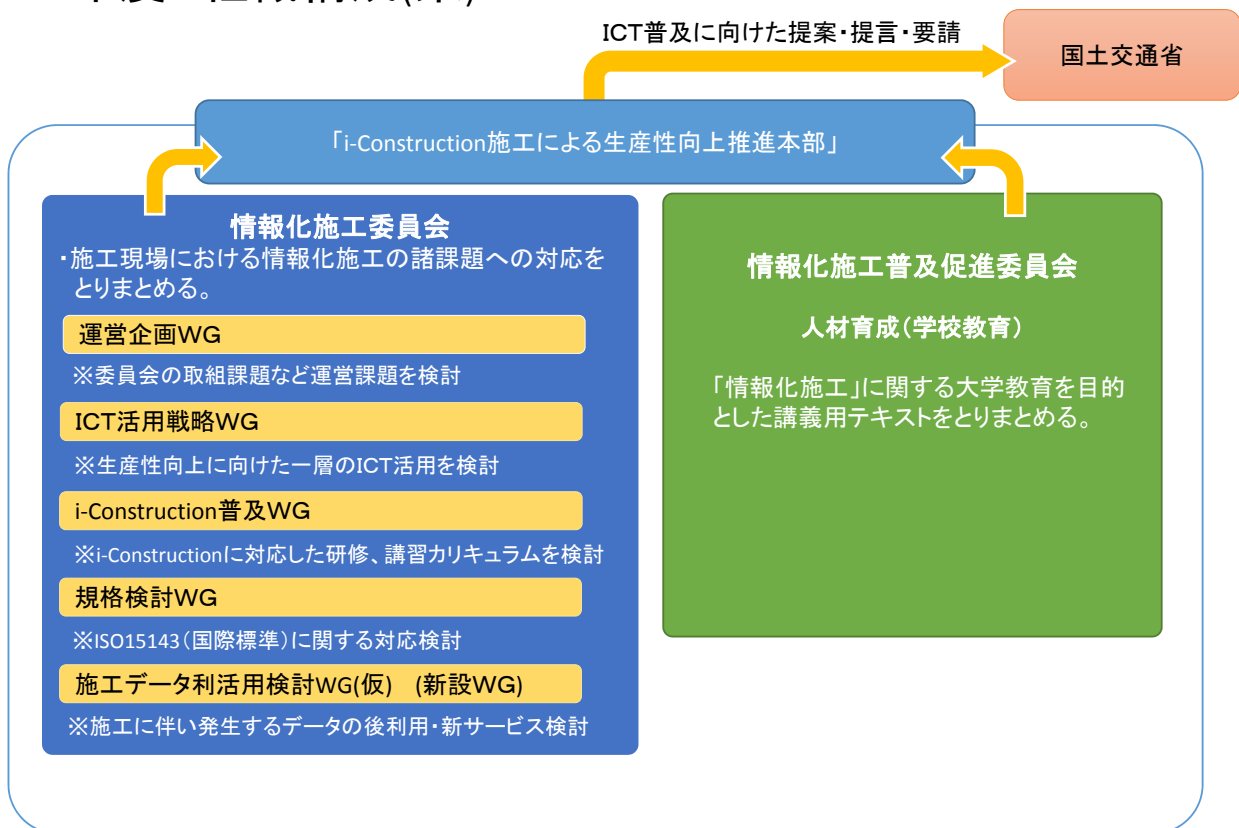 ICT普及に向けた提案・提言・要請
国土交通省
「i-Construction施工による生産性向上推進本部」
情報化施工委員会
・施工現場における情報化施工の諸課題への対応を
とりまとめる。
運営企画WG
※委員会の取組課題など運営課題を検討
ICT活用戦略WG
※生産性向上に向けた一層のICT活用を検討
i-Construction普及WG
※i-Constructionに対応した研修、講習カリキュラムを検討
規格検討WG
※ISO15143(国際標準)に関する対応検討
施工データ利活用検討WG(仮) (新設WG)
※施工に伴い発生するデータの後利用・新サービス検討
情報化施工普及促進委員会
人材育成(学校教育)
「情報化施工」に関する大学教育を目的
とした講義用テキストをとりまとめる。